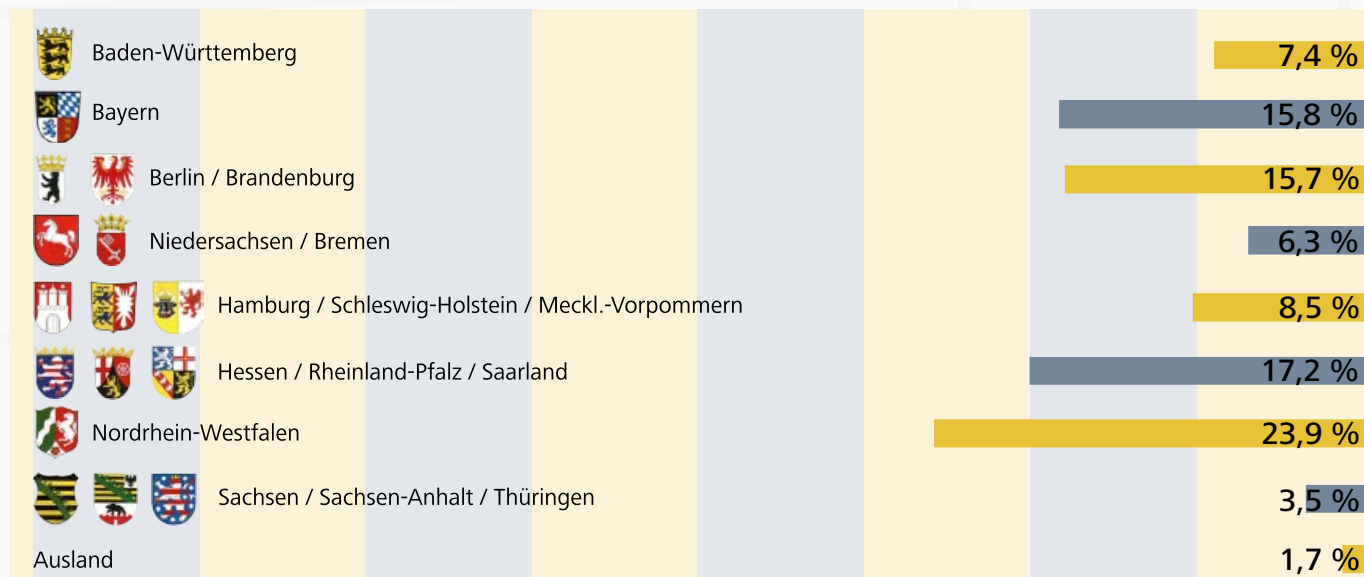 Baden-Württemberg 7,4 %
Bayern 15,8 %
Berlin / Brandenburg 15,7 %
Niedersachsen / Bremen 6,3 %
Hamburg / Schleswig-Holstein / Meckl.-Vorpommern 8,5 %
Hessen / Rheinland-Pfalz / Saarland 17,2 %
Nordrhein-Westfalen 23,9 %
Sachsen / Sachsen-Anhalt / Thüringen 3,5 %
Ausland 1,7 %